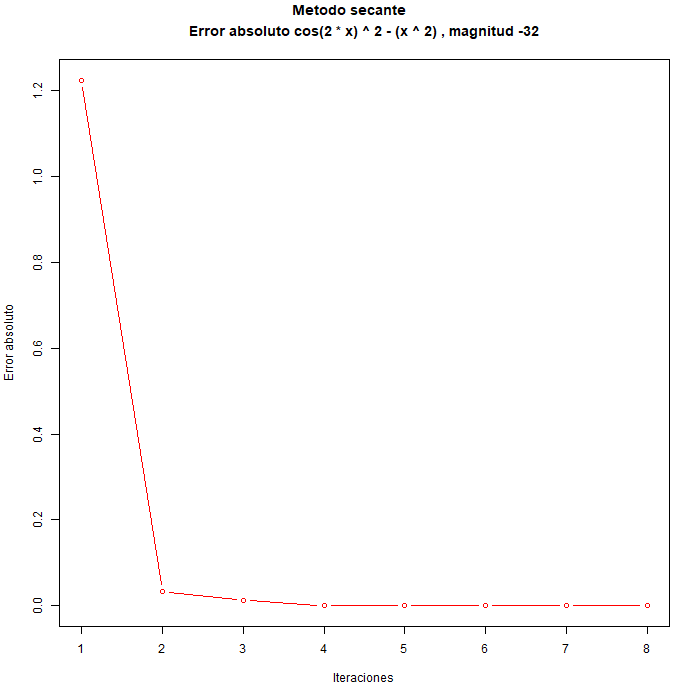 Metodo secante
Error absoluto cos(2 * x) ^ 2 - (x ^ 2) , magnitud -32
Error absoluto
1.2
1.0
0.8
0.6
0.4
0.2
0.0
1 2 3 4 5 6 7 8
Iteraciones